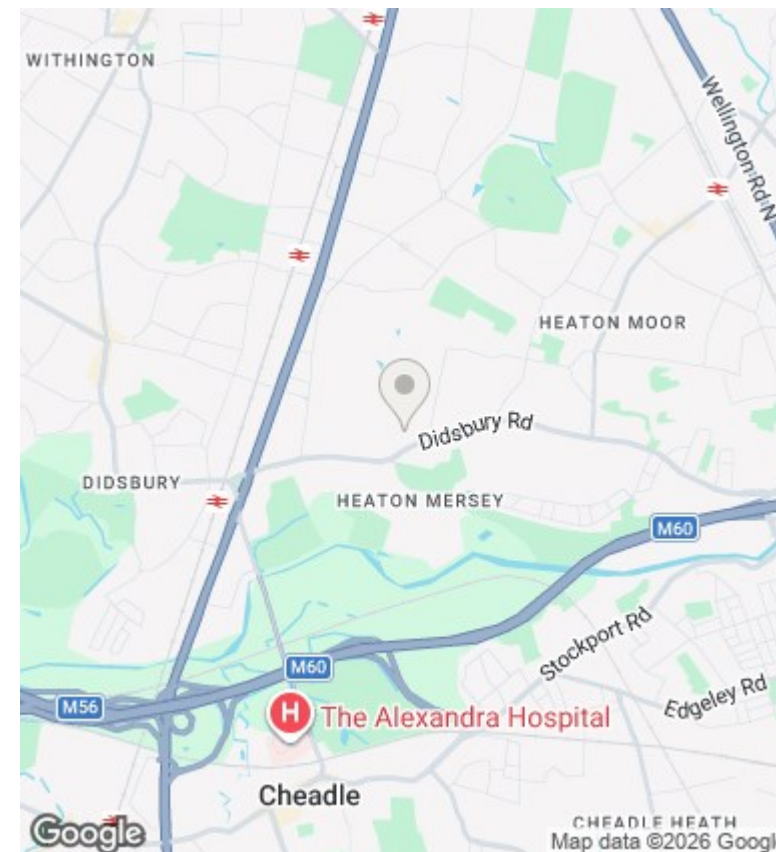 WITHINGTON
Wellington Rd N
HEATON MOOR
Didsbury Rd
DIDSBURY
HEATON MERSEY
M60
Stockport Rd
M60
Edgeley Rd
M56
H
The Alexandra Hospital
Cheadle
CHEADLE HEATH
Google
Map data ©2026 Googl